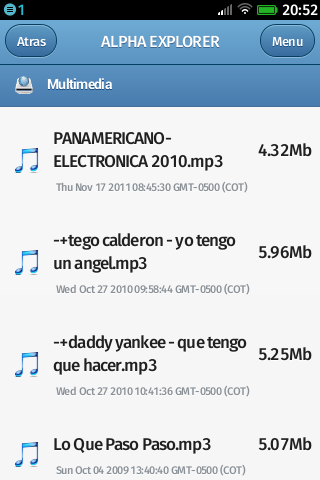 1 20:52
Atras ALPHA EXPLORER Menu
Multimedia
PANAMERICANO-
ELECTRONICA 2010.mp3 4.32Mb
Thu Nov 17 2011 08:45:30 GMT-0500 (COT)
-+tego calderon - yo tengo
un angel.mp3 5.96Mb
Wed Oct 27 2010 09:58:44 GMT-0500 (COT)
-+daddy yankee - que tengo
que hacer.mp3 5.25Mb
Wed Oct 27 2010 10:41:36 GMT-0500 (COT)
Lo Que Paso Paso.mp3 5.07Mb
Sun Oct 04 2009 13:40:40 GMT-0500 (COT)